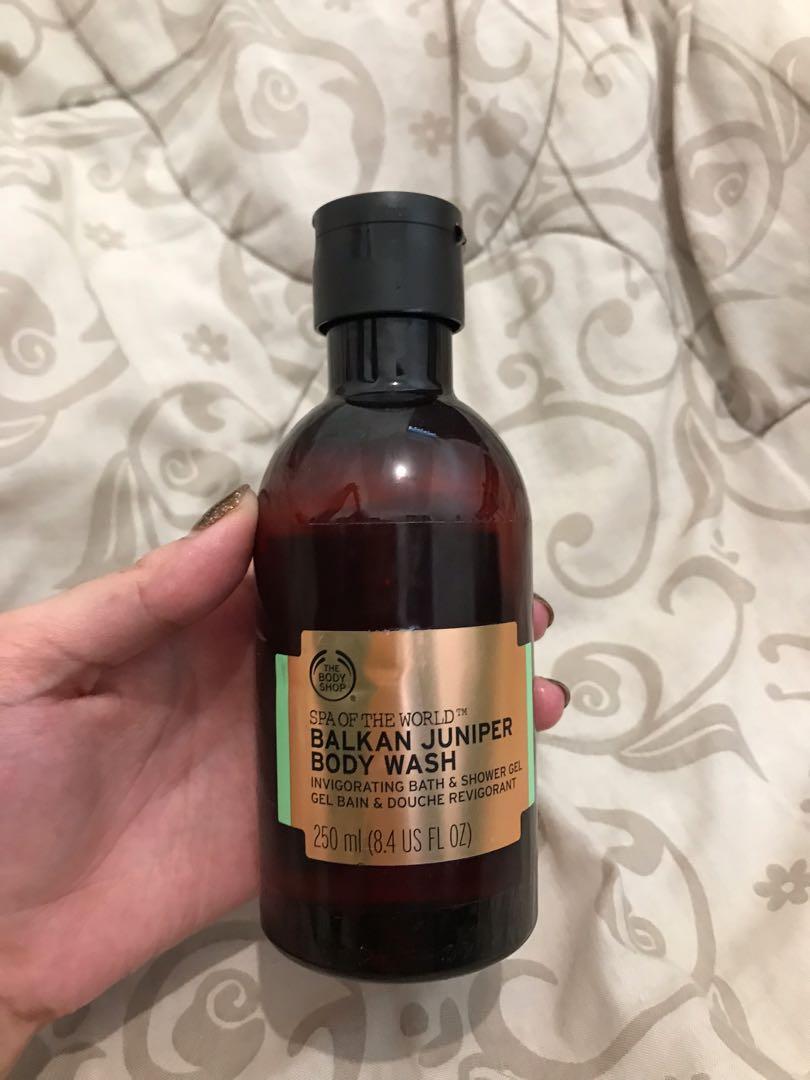 THE
BODY
SHOP
SPA OF THE WORLD™
BALKAN JUNIPER
BODY WASH
INVIGORATING BATH & SHOWER GEL
GEL BAIN & DOUCHE REVIGORANT
250 ml (8.4 US FL OZ)